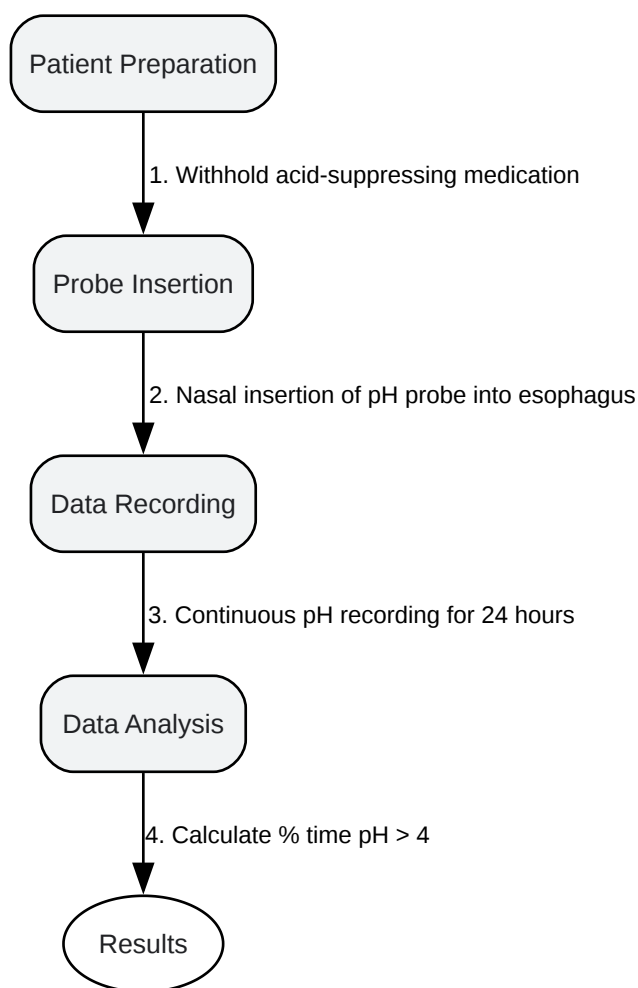 Patient Preparation
1. Withhold acid-suppressing medication
Probe Insertion
2. Nasal insertion of pH probe into esophagus
Data Recording
3. Continuous pH recording for 24 hours
Data Analysis
4. Calculate % time pH > 4
Results